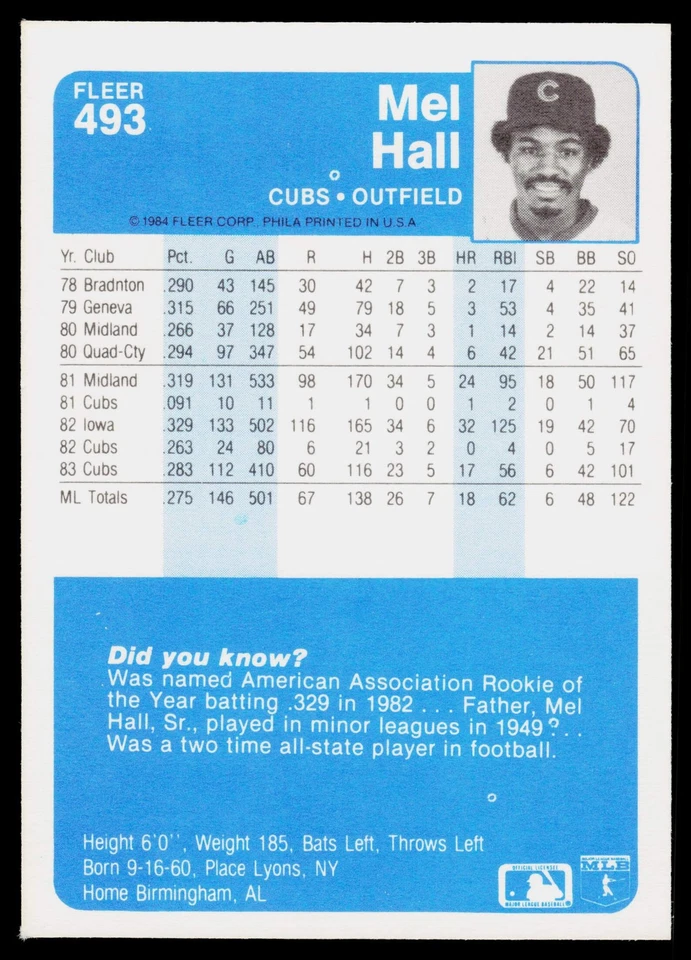 FLEER
493
Mel
Hall
CUBS • OUTFIELD
© 1984 FLEER CORP. PHILA PRINTED IN U.S.A.
Yr. Club Pct. G AB R H 2B 3B HR RBI SB BB SO
78 Bradnton .290 43 145 30 42 7 3 2 17 4 22 14
79 Geneva .315 66 251 49 79 18 5 3 53 4 35 41
80 Midland .266 37 128 17 34 7 3 1 14 2 14 37
80 Quad-Cty .294 97 347 54 102 14 4 6 42 21 51 65
81 Midland .319 131 533 98 170 34 5 24 95 18 50 117
81 Cubs .091 10 11 1 1 0 0 1 2 0 1 4
82 Iowa .329 133 502 116 165 34 6 32 125 19 42 70
82 Cubs .263 24 80 6 21 3 2 0 4 0 5 17
83 Cubs .283 112 410 60 116 23 5 17 56 6 42 101
ML Totals .275 146 501 67 138 26 7 18 62 6 48 122
Did you know?
Was named American Association Rookie of
the Year batting .329 in 1982 . . . Father, Mel
Hall, Sr., played in minor leagues in 1949 . . .
Was a two time all-state player in football.
Height 6'0'', Weight 185, Bats Left, Throws Left
Born 9-16-60, Place Lyons, NY
Home Birmingham, AL
OFFICIAL LICENSEE
MAJOR LEAGUE BASEBALL
MAJOR LEAGUE BASEBALL
MLB
C